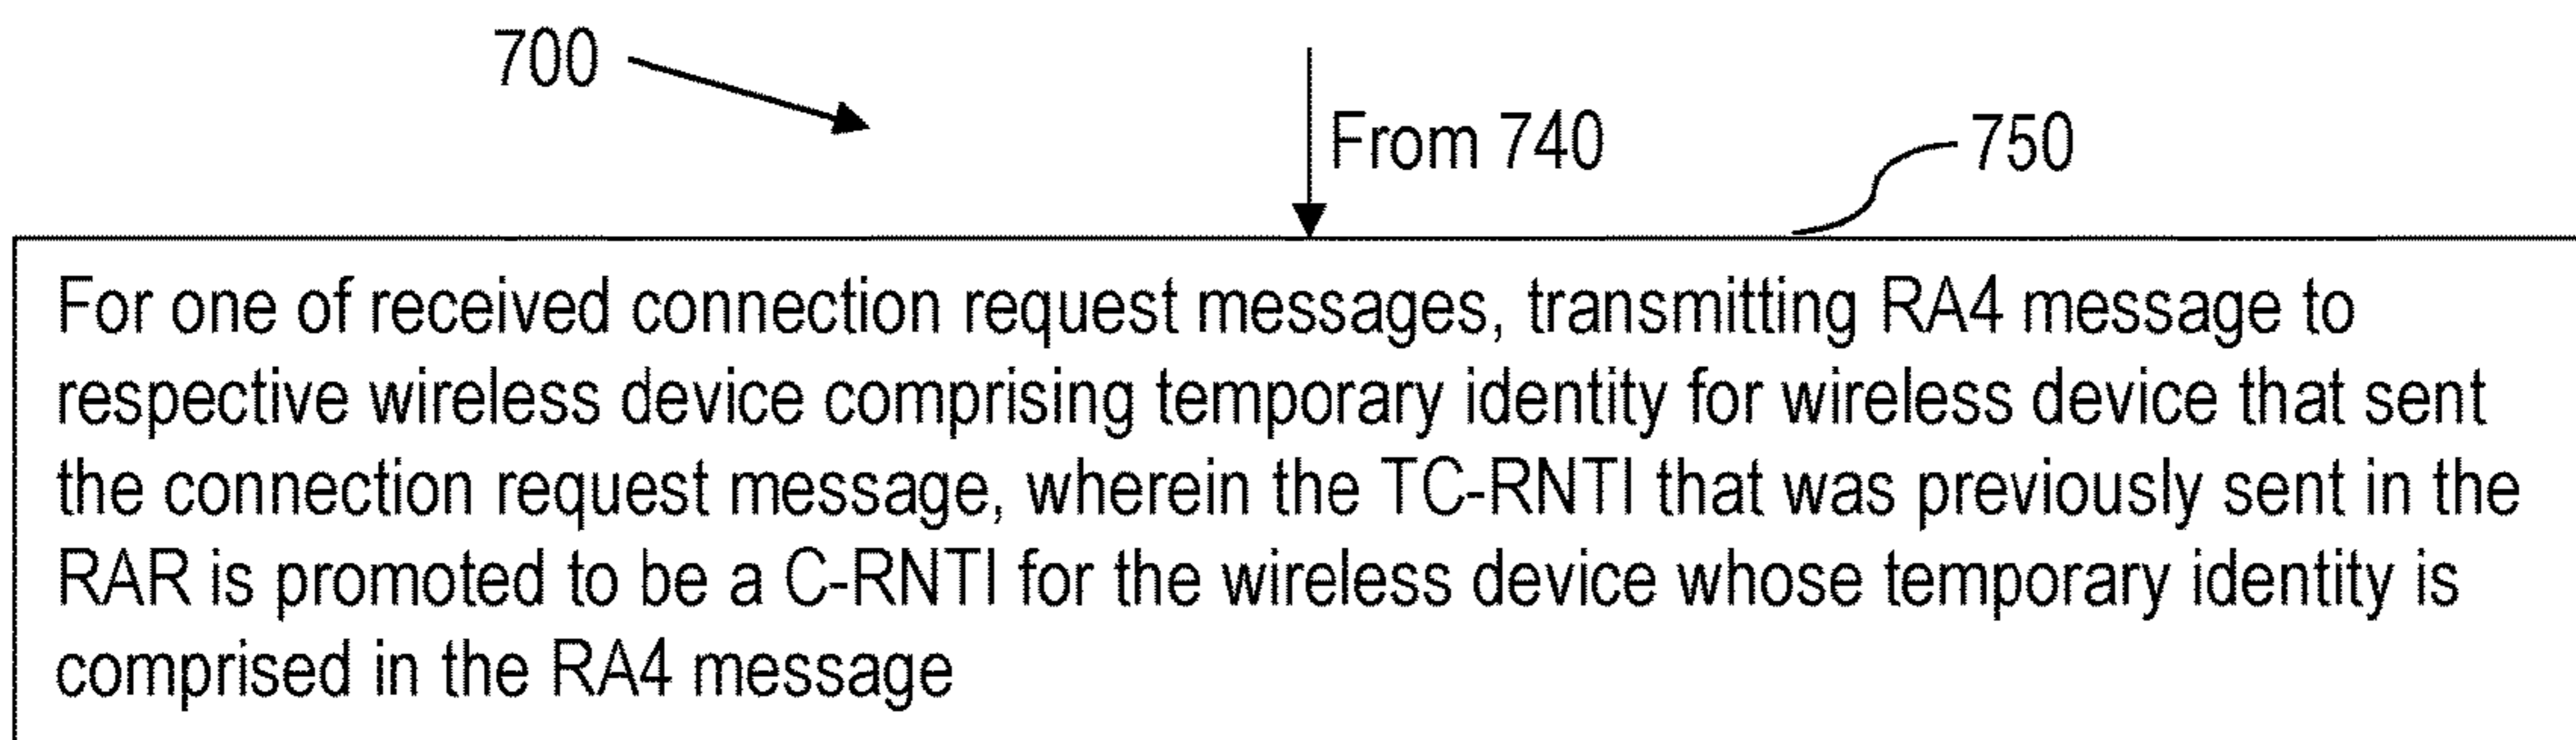 700
From 740
750
For one of received connection request messages, transmitting RA4 message to
respective wireless device comprising temporary identity for wireless device that sent
the connection request message, wherein the TC-RNTI that was previously sent in the
RAR is promoted to be a C-RNTI for the wireless device whose temporary identity is
comprised in the RA4 message